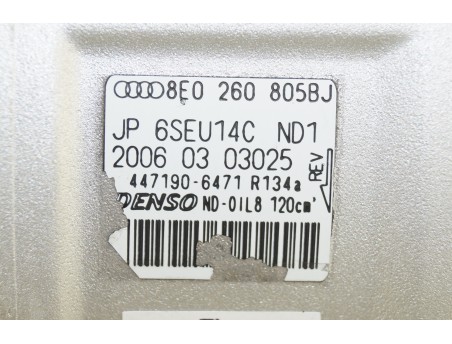 8E0 260 805BJ
JP 6SEU14C ND1
2006 03 03025
REV
447190-6471 R134a
DENSO ND-OIL8 120cm³